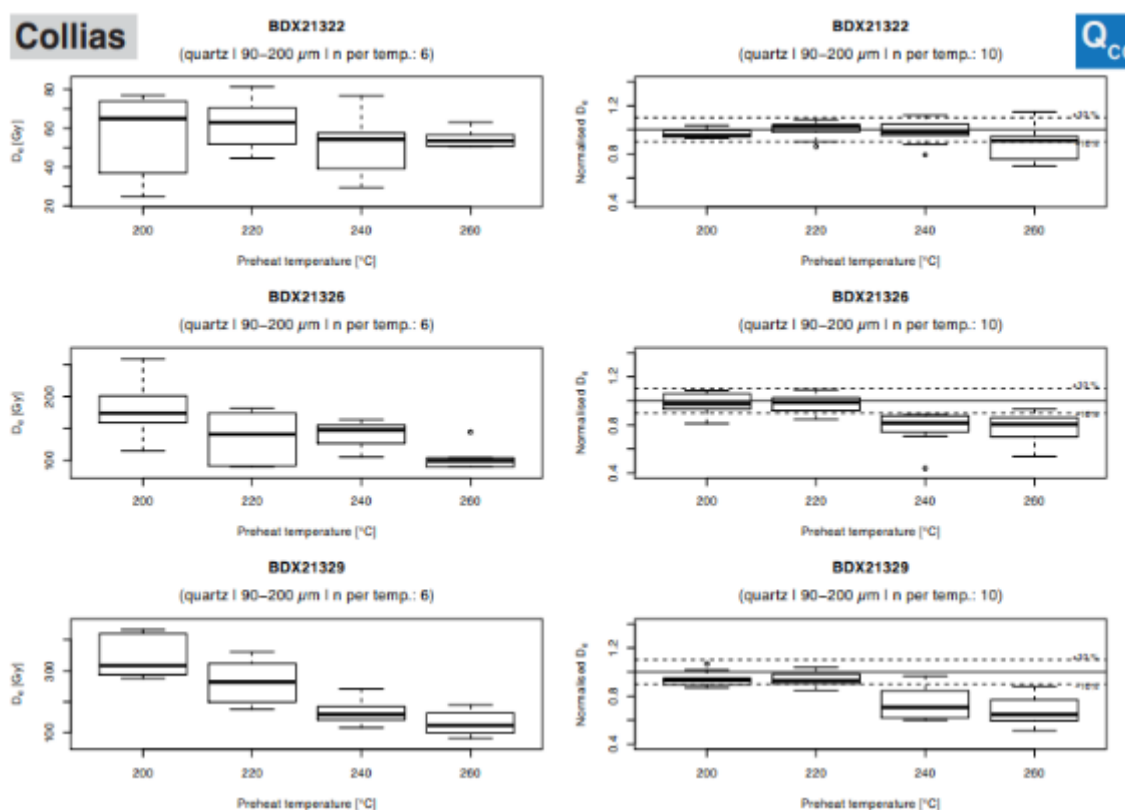 Collias
BDX21322
(quartz | 90–200 µm | n per temp.: 6)
De [Gy]
80
60
40
20
200 220 240 260
Preheat temperature [°C]
BDX21322
(quartz | 90–200 µm | n per temp.: 10)
Normalised De
1.2
0.8
0.4
200 220 240 260
Preheat temperature [°C]
BDX21326
(quartz | 90–200 µm | n per temp.: 6)
De [Gy]
200
100
200 220 240 260
Preheat temperature [°C]
BDX21326
(quartz | 90–200 µm | n per temp.: 10)
Normalised De
1.2
0.8
0.4
200 220 240 260
Preheat temperature [°C]
BDX21329
(quartz | 90–200 µm | n per temp.: 6)
De [Gy]
300
100
200 220 240 260
Preheat temperature [°C]
BDX21329
(quartz | 90–200 µm | n per temp.: 10)
Normalised De
1.2
0.8
0.4
200 220 240 260
Preheat temperature [°C]